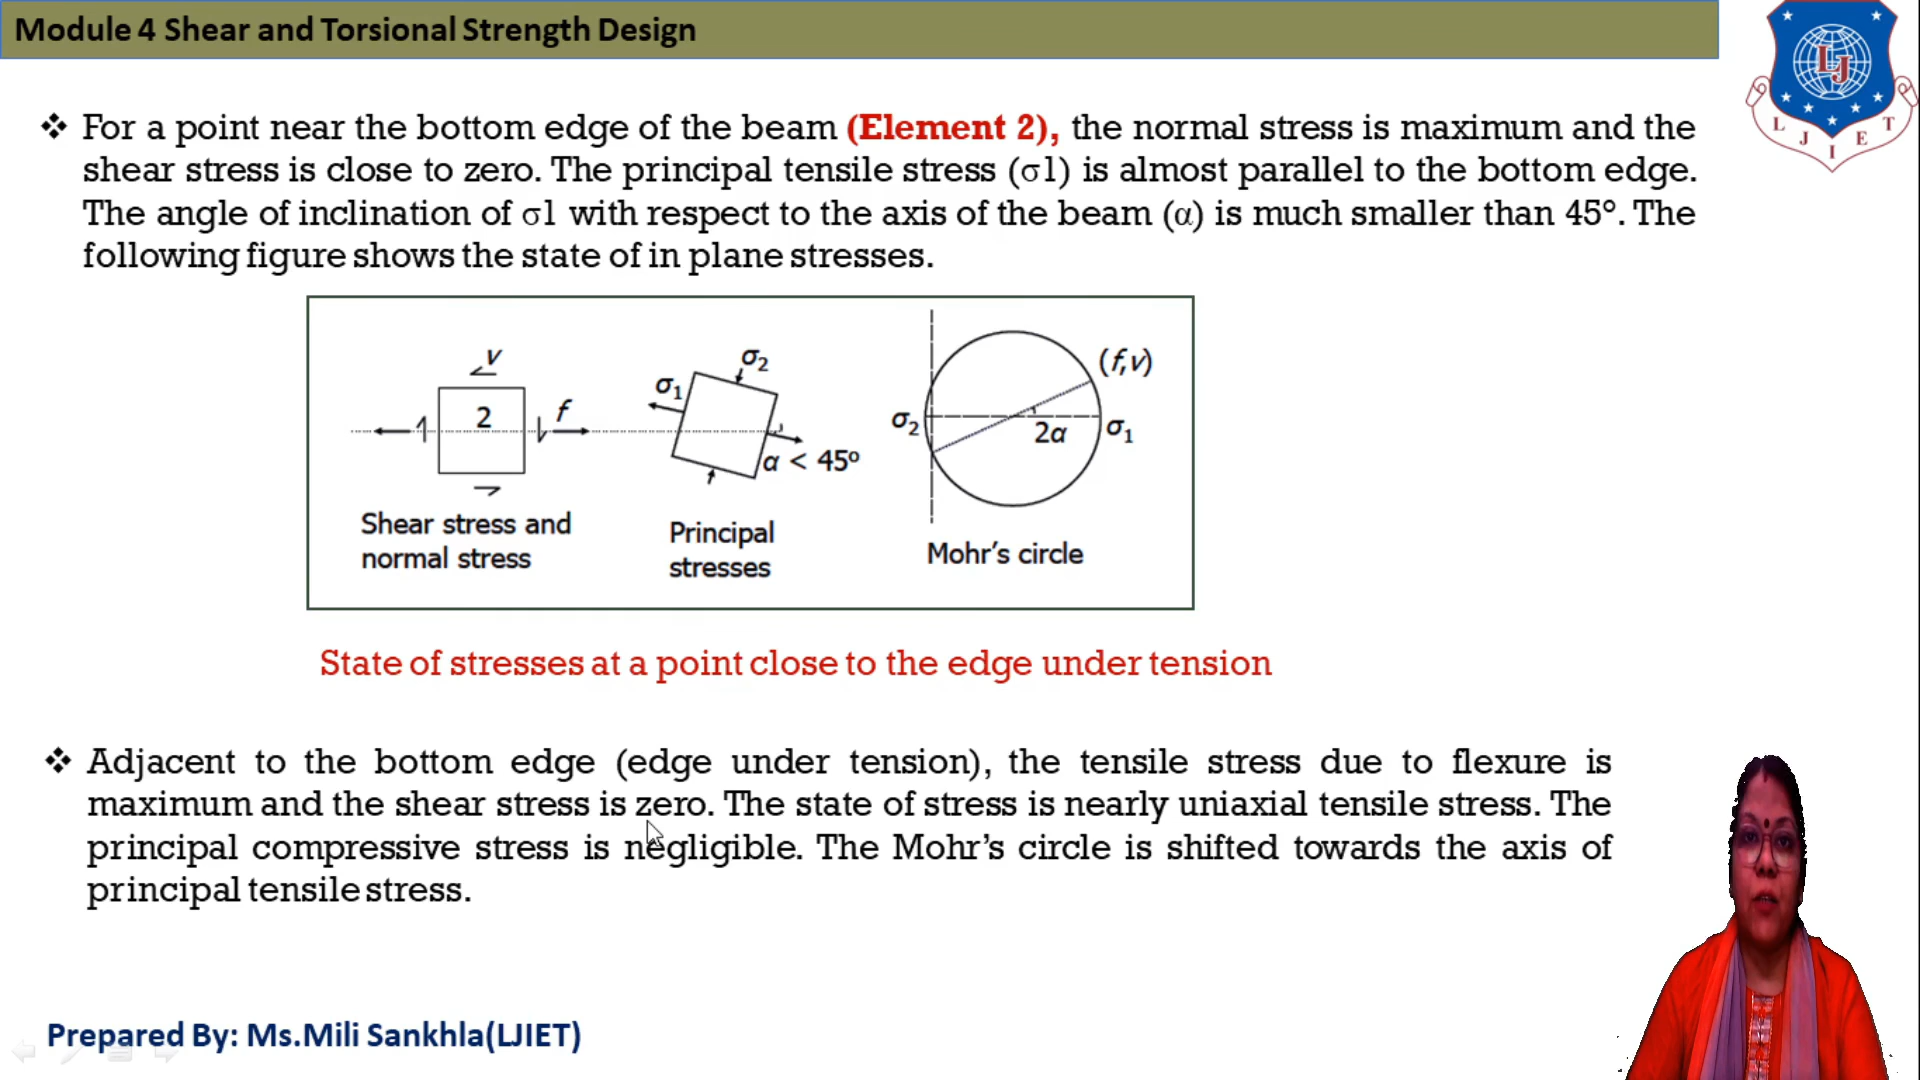 Module 4 Shear and Torsional Strength Design
L J I E T
LJ
❖ For a point near the bottom edge of the beam (Element 2), the normal stress is maximum and the
shear stress is close to zero. The principal tensile stress (σ1) is almost parallel to the bottom edge.
The angle of inclination of σ1 with respect to the axis of the beam (α) is much smaller than 45°. The
following figure shows the state of in plane stresses.
v
2
f
Shear stress and
normal stress
σ2
σ1
α < 45º
Principal
stresses
(f,v)
σ2
2α
σ1
Mohr's circle
State of stresses at a point close to the edge under tension
❖ Adjacent to the bottom edge (edge under tension), the tensile stress due to flexure is
maximum and the shear stress is zero. The state of stress is nearly uniaxial tensile stress. The
principal compressive stress is negligible. The Mohr's circle is shifted towards the axis of
principal tensile stress.
Prepared By: Ms.Mili Sankhla(LJIET)